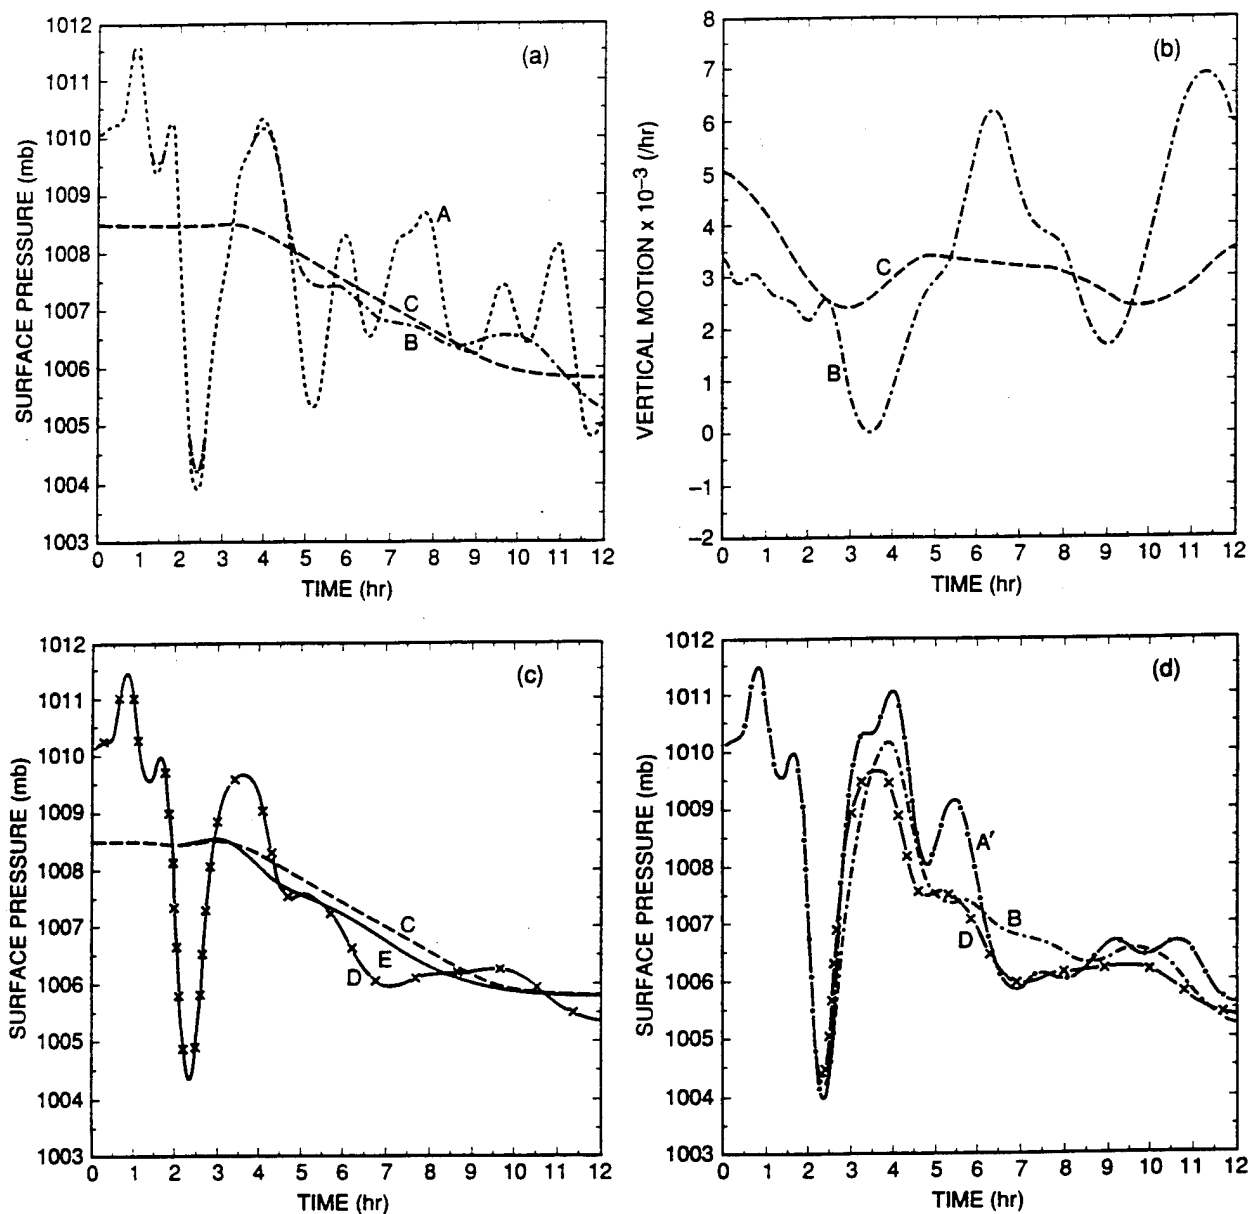 (a)
SURFACE PRESSURE (mb)
1012
1011
1010
1009
1008
1007
1006
1005
1004
1003
A
C
B
0 1 2 3 4 5 6 7 8 9 10 11 12
TIME (hr)
(b)
VERTICAL MOTION x 10⁻³ (/hr)
8
7
6
5
4
3
2
1
0
−1
−2
C
B
0 1 2 3 4 5 6 7 8 9 10 11 12
TIME (hr)
(c)
SURFACE PRESSURE (mb)
1012
1011
1010
1009
1008
1007
1006
1005
1004
1003
C
E
D
0 1 2 3 4 5 6 7 8 9 10 11 12
TIME (hr)
(d)
SURFACE PRESSURE (mb)
1012
1011
1010
1009
1008
1007
1006
1005
1004
1003
A′
B
D
0 1 2 3 4 5 6 7 8 9 10 11 12
TIME (hr)